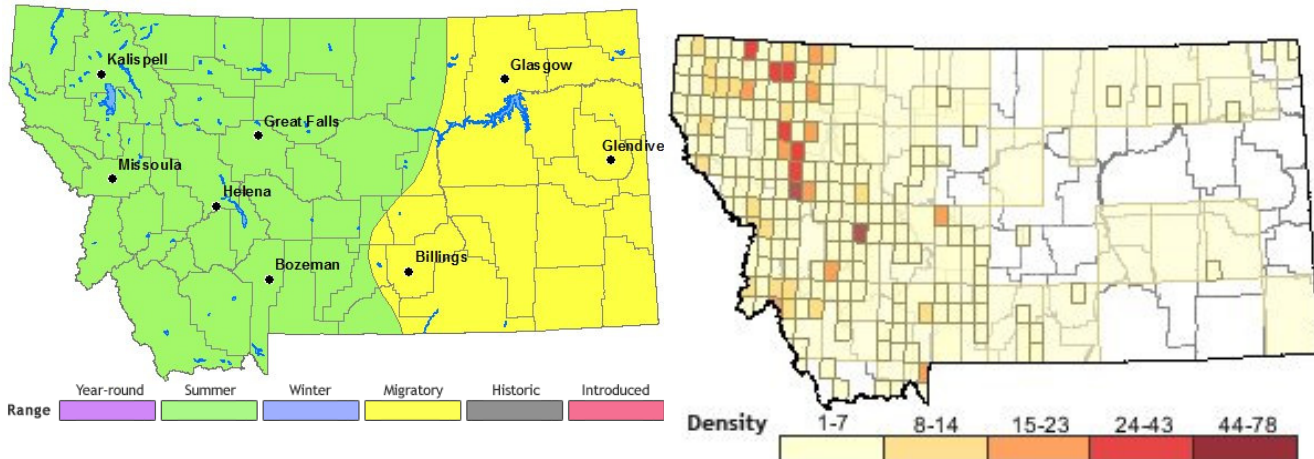 Kalispell
Glasgow
Great Falls
Glendive
Missoula
Helena
Billings
Bozeman
Year-round Summer Winter Migratory Historic Introduced
Range
Density 1-7 8-14 15-23 24-43 44-78